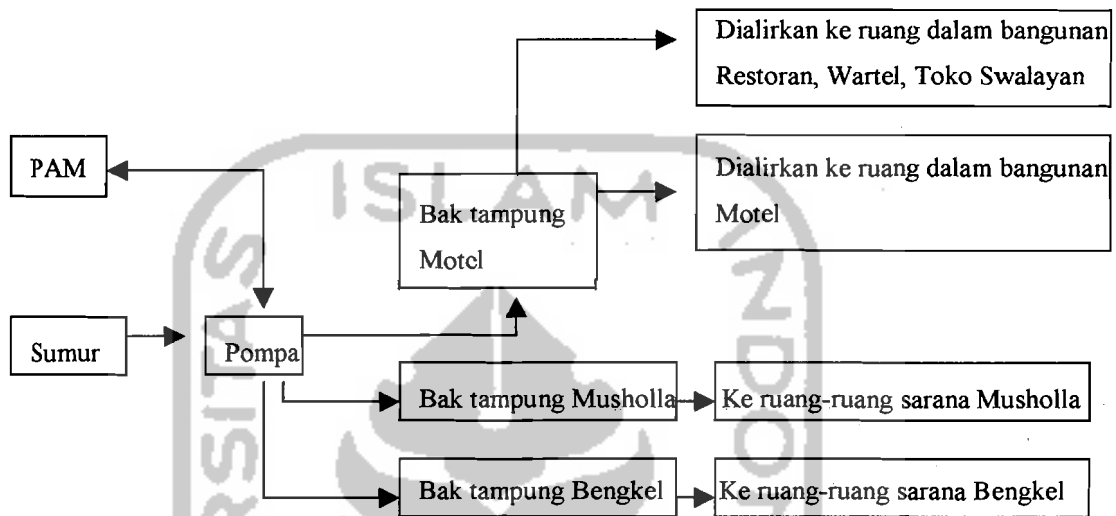 Dialirkan ke ruang dalam bangunan
Restoran, Wartel, Toko Swalayan
PAM
Dialirkan ke ruang dalam bangunan
Motel
Bak tampung
Motel
Sumur
Pompa
Bak tampung Musholla
Ke ruang-ruang sarana Musholla
Bak tampung Bengkel
Ke ruang-ruang sarana Bengkel
ISLAM